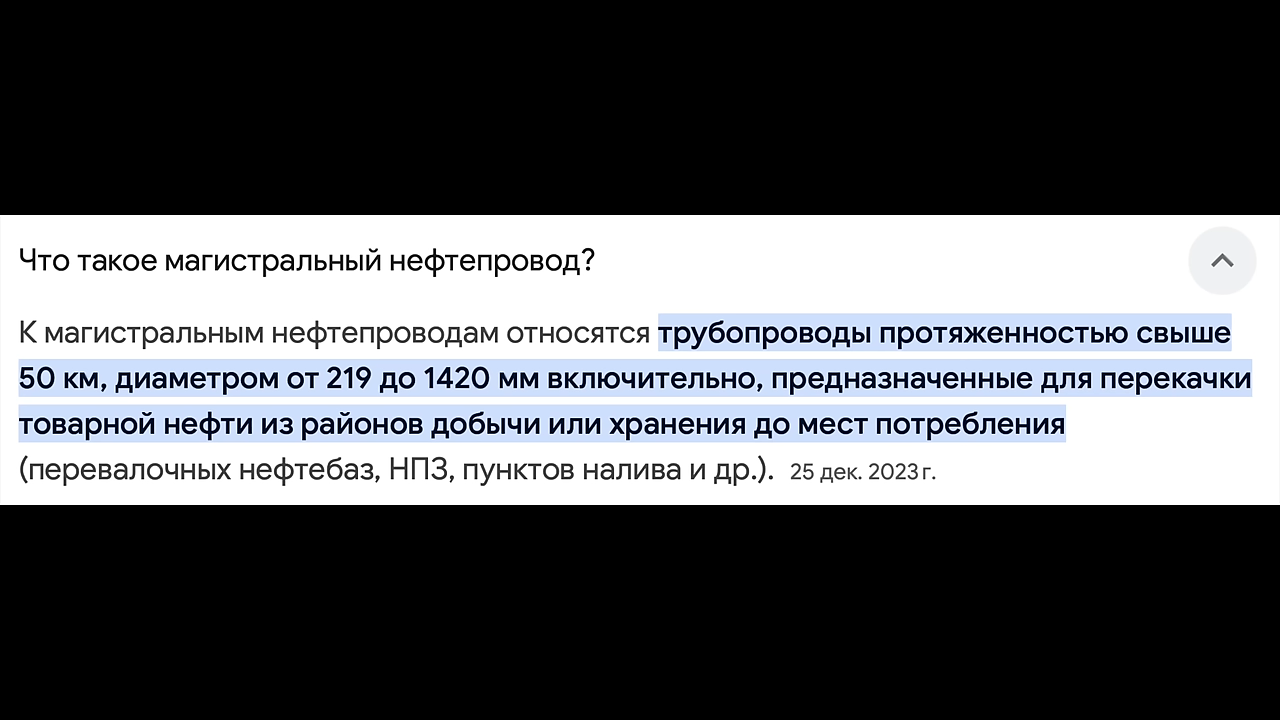 Что такое магистральный нефтепровод?
К магистральным нефтепроводам относятся трубопроводы протяженностью свыше
50 км, диаметром от 219 до 1420 мм включительно, предназначенные для перекачки
товарной нефти из районов добычи или хранения до мест потребления
(перевалочных нефтебаз, НПЗ, пунктов налива и др.). 25 дек. 2023 г.